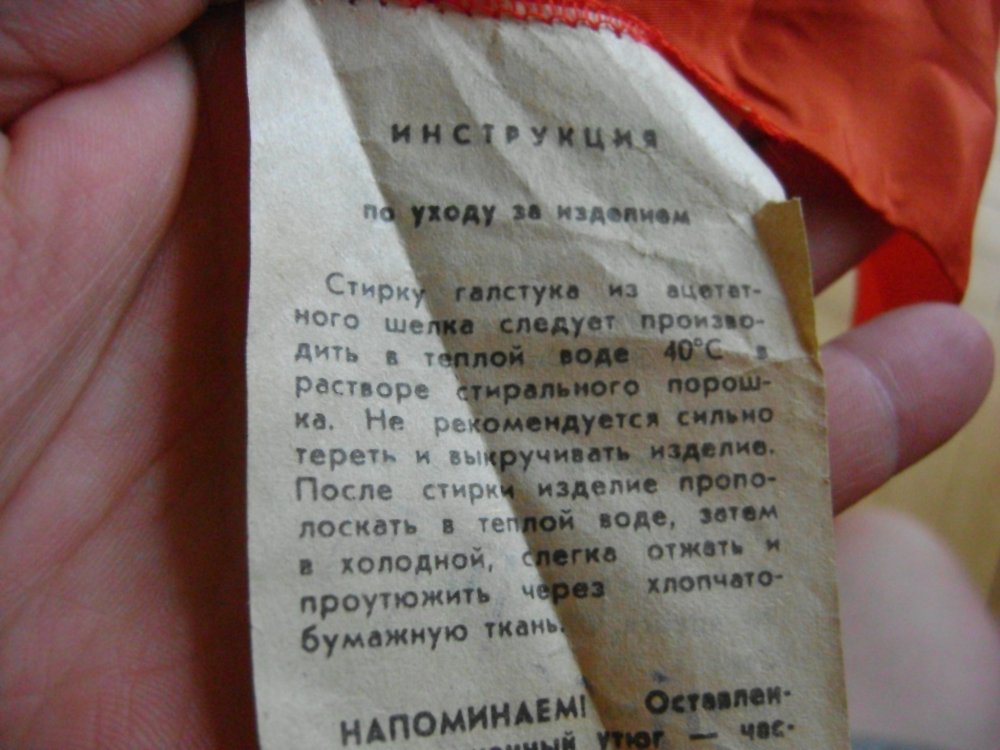 ИНСТРУКЦИЯ
по уходу за изделием
Стирку галстука из ацетат-
ного шелка следует произво-
дить в теплой воде 40°С в
растворе стирального порош-
ка. Не рекомендуется сильно
тереть и выкручивать изделие.
После стирки изделие пропо-
лоскать в теплой воде, затем
в холодной, слегка отжать и
проутюжить через хлопчато-
бумажную ткань.
НАПОМИНАЕМ! Оставлен-
утюг — час-